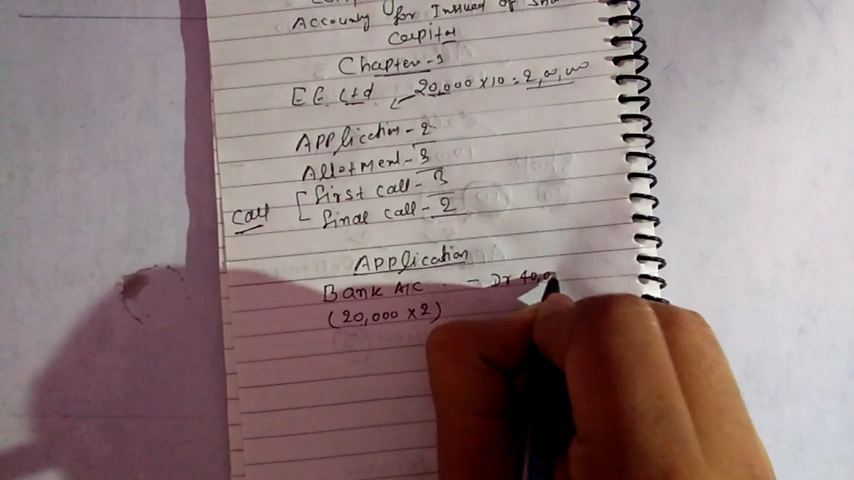 Accounting for Issued of Share
Capital
Chapter-3
EE Ltd. 20,000 × 10 = 2,00,000
Application - 2
Allotment - 3
Call [ first call - 3
final call - 2
Application
Bank A/C - Dr 40,0
(20,000 × 2)